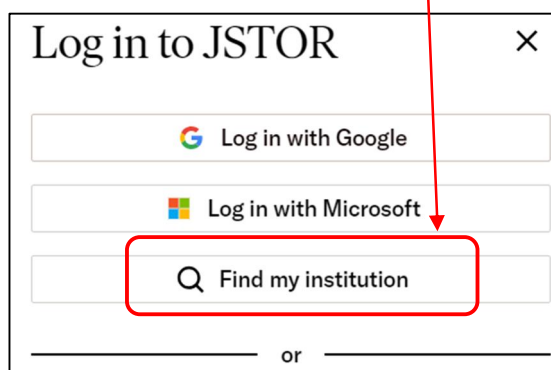 Log in to JSTOR
Log in with Google
Log in with Microsoft
Find my institution
or